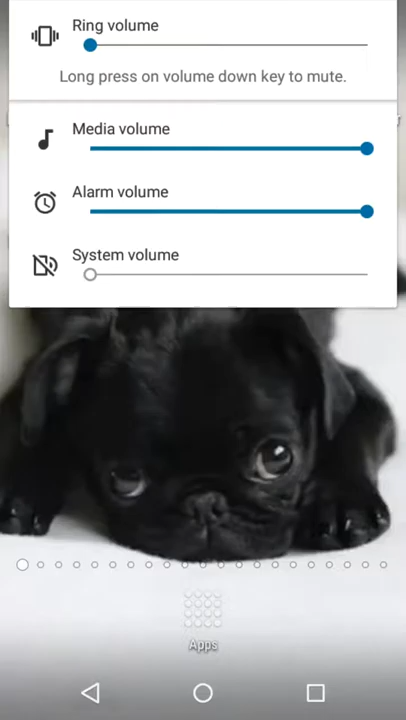 Ring volume
Long press on volume down key to mute.
Media volume
Alarm volume
System volume
Apps